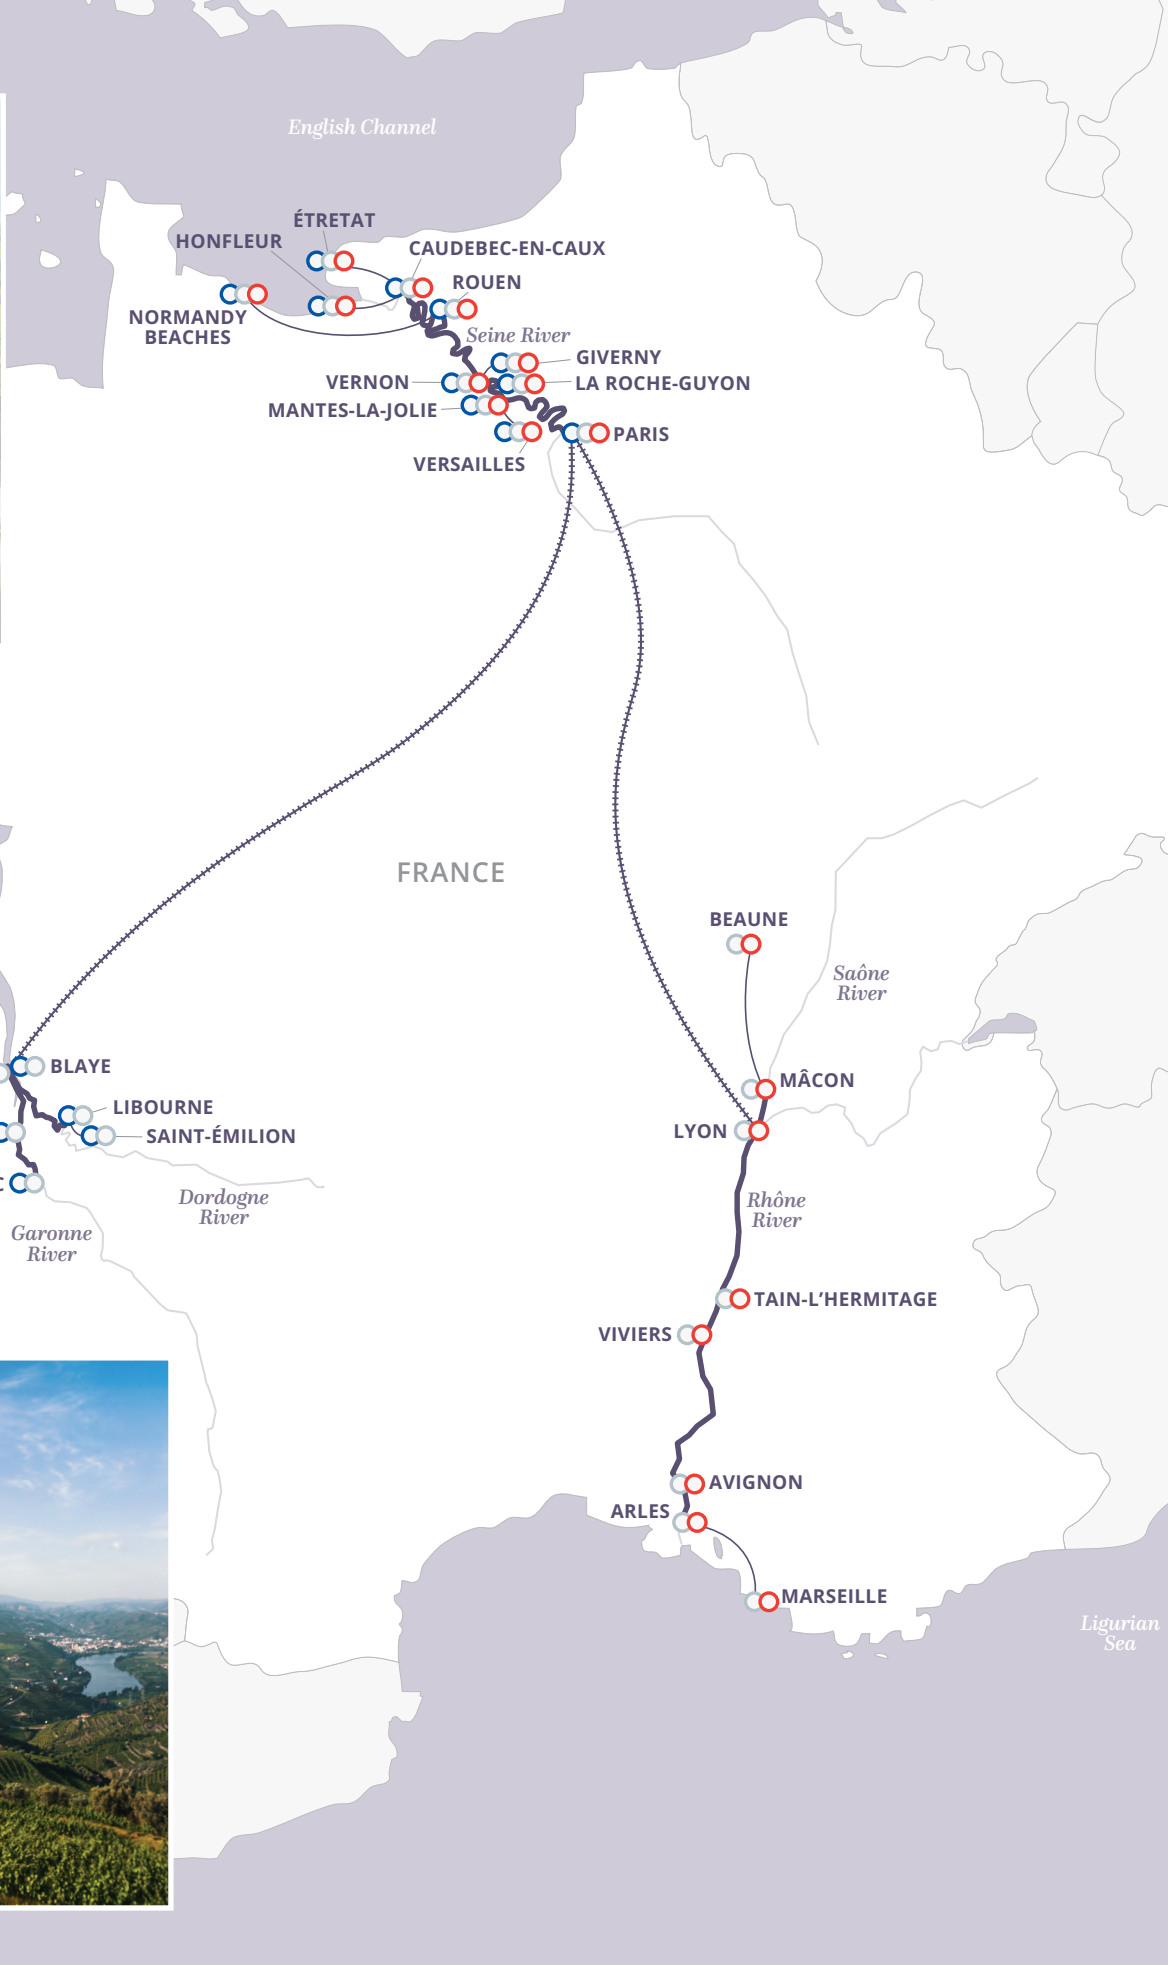 English Channel
ÉTRETAT
HONFLEUR
CAUDEBEC-EN-CAUX
ROUEN
NORMANDY
BEACHES
Seine River
GIVERNY
VERNON
LA ROCHE-GUYON
MANTES-LA-JOLIE
PARIS
VERSAILLES
FRANCE
BEAUNE
Saône
River
BLAYE
MÂCON
LIBOURNE
LYON
SAINT-ÉMILION
C
Dordogne
River
Rhône
River
Garonne
River
TAIN-L’HERMITAGE
VIVIERS
AVIGNON
ARLES
MARSEILLE
Ligurian
Sea